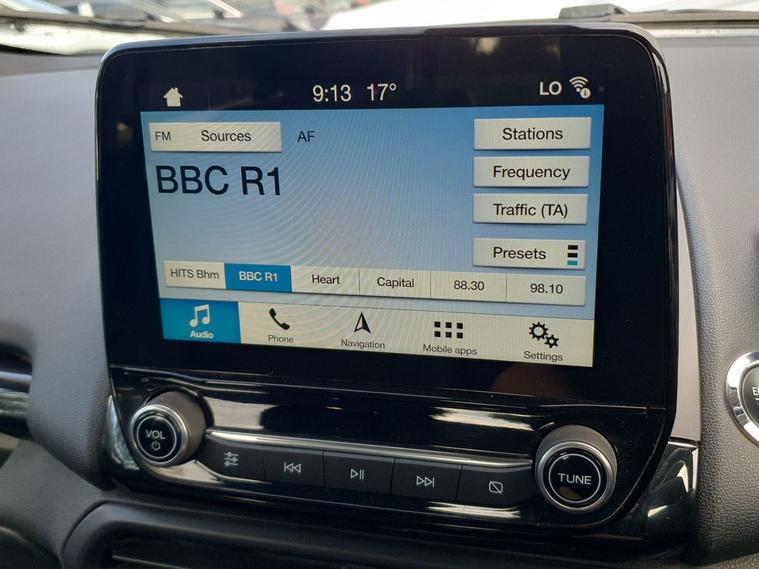 9:13 17° LO
FM Sources AF Stations
BBC R1 Frequency
Traffic (TA)
Presets
HITS Bhm BBC R1 Heart Capital 88.30 98.10
Audio Phone Navigation Mobile apps Settings
VOL TUNE